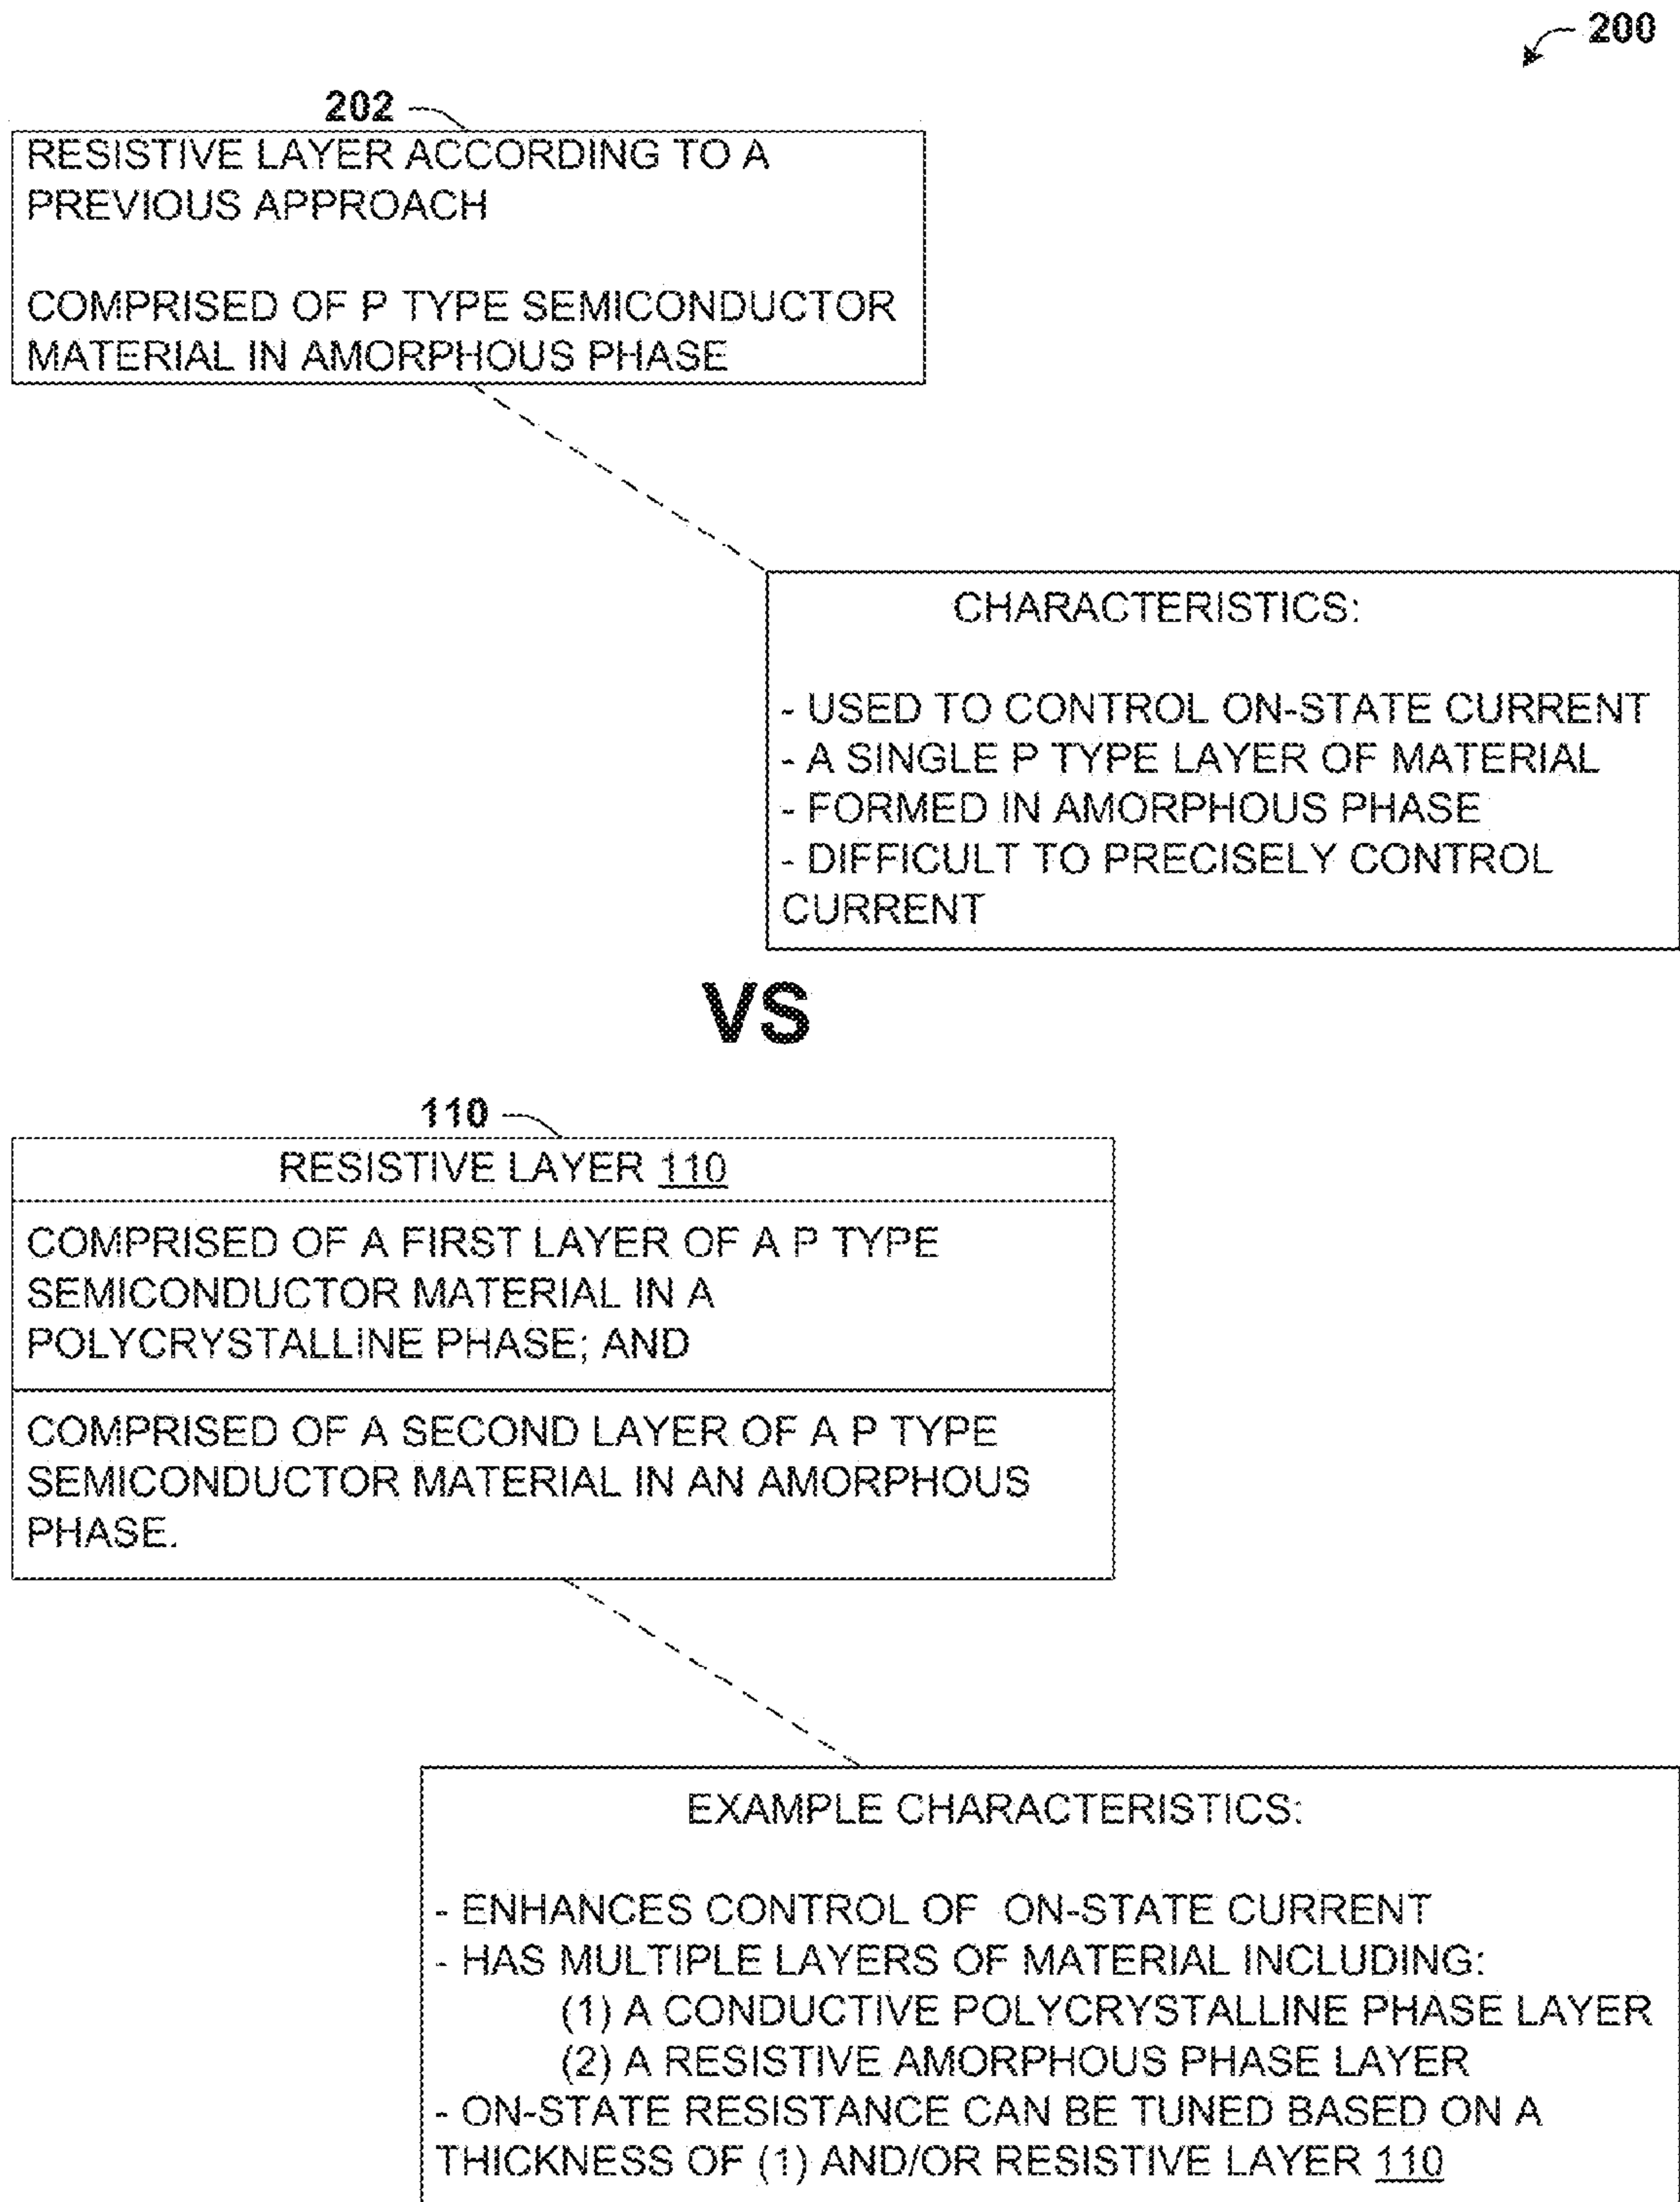 200
202
RESISTIVE LAYER ACCORDING TO A
PREVIOUS APPROACH
COMPRISED OF P TYPE SEMICONDUCTOR
MATERIAL IN AMORPHOUS PHASE
CHARACTERISTICS:
- USED TO CONTROL ON-STATE CURRENT
- A SINGLE P TYPE LAYER OF MATERIAL
- FORMED IN AMORPHOUS PHASE
- DIFFICULT TO PRECISELY CONTROL
CURRENT
VS
110
RESISTIVE LAYER 110
COMPRISED OF A FIRST LAYER OF A P TYPE
SEMICONDUCTOR MATERIAL IN A
POLYCRYSTALLINE PHASE; AND
COMPRISED OF A SECOND LAYER OF A P TYPE
SEMICONDUCTOR MATERIAL IN AN AMORPHOUS
PHASE.
EXAMPLE CHARACTERISTICS:
- ENHANCES CONTROL OF ON-STATE CURRENT
- HAS MULTIPLE LAYERS OF MATERIAL INCLUDING:
(1) A CONDUCTIVE POLYCRYSTALLINE PHASE LAYER
(2) A RESISTIVE AMORPHOUS PHASE LAYER
- ON-STATE RESISTANCE CAN BE TUNED BASED ON A
THICKNESS OF (1) AND/OR RESISTIVE LAYER 110